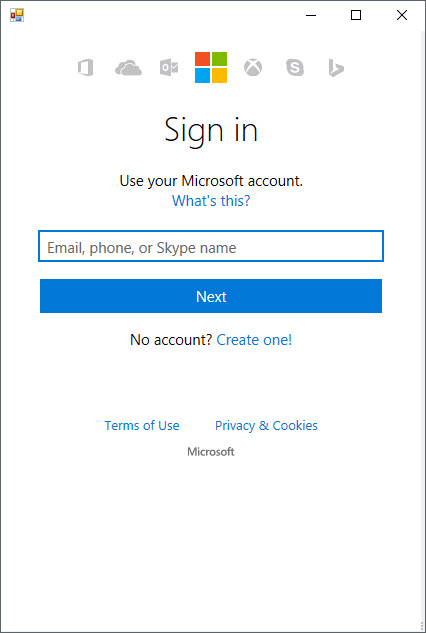 Sign in
Use your Microsoft account.
What's this?
Email, phone, or Skype name
Next
No account? Create one!
Terms of Use Privacy & Cookies
Microsoft